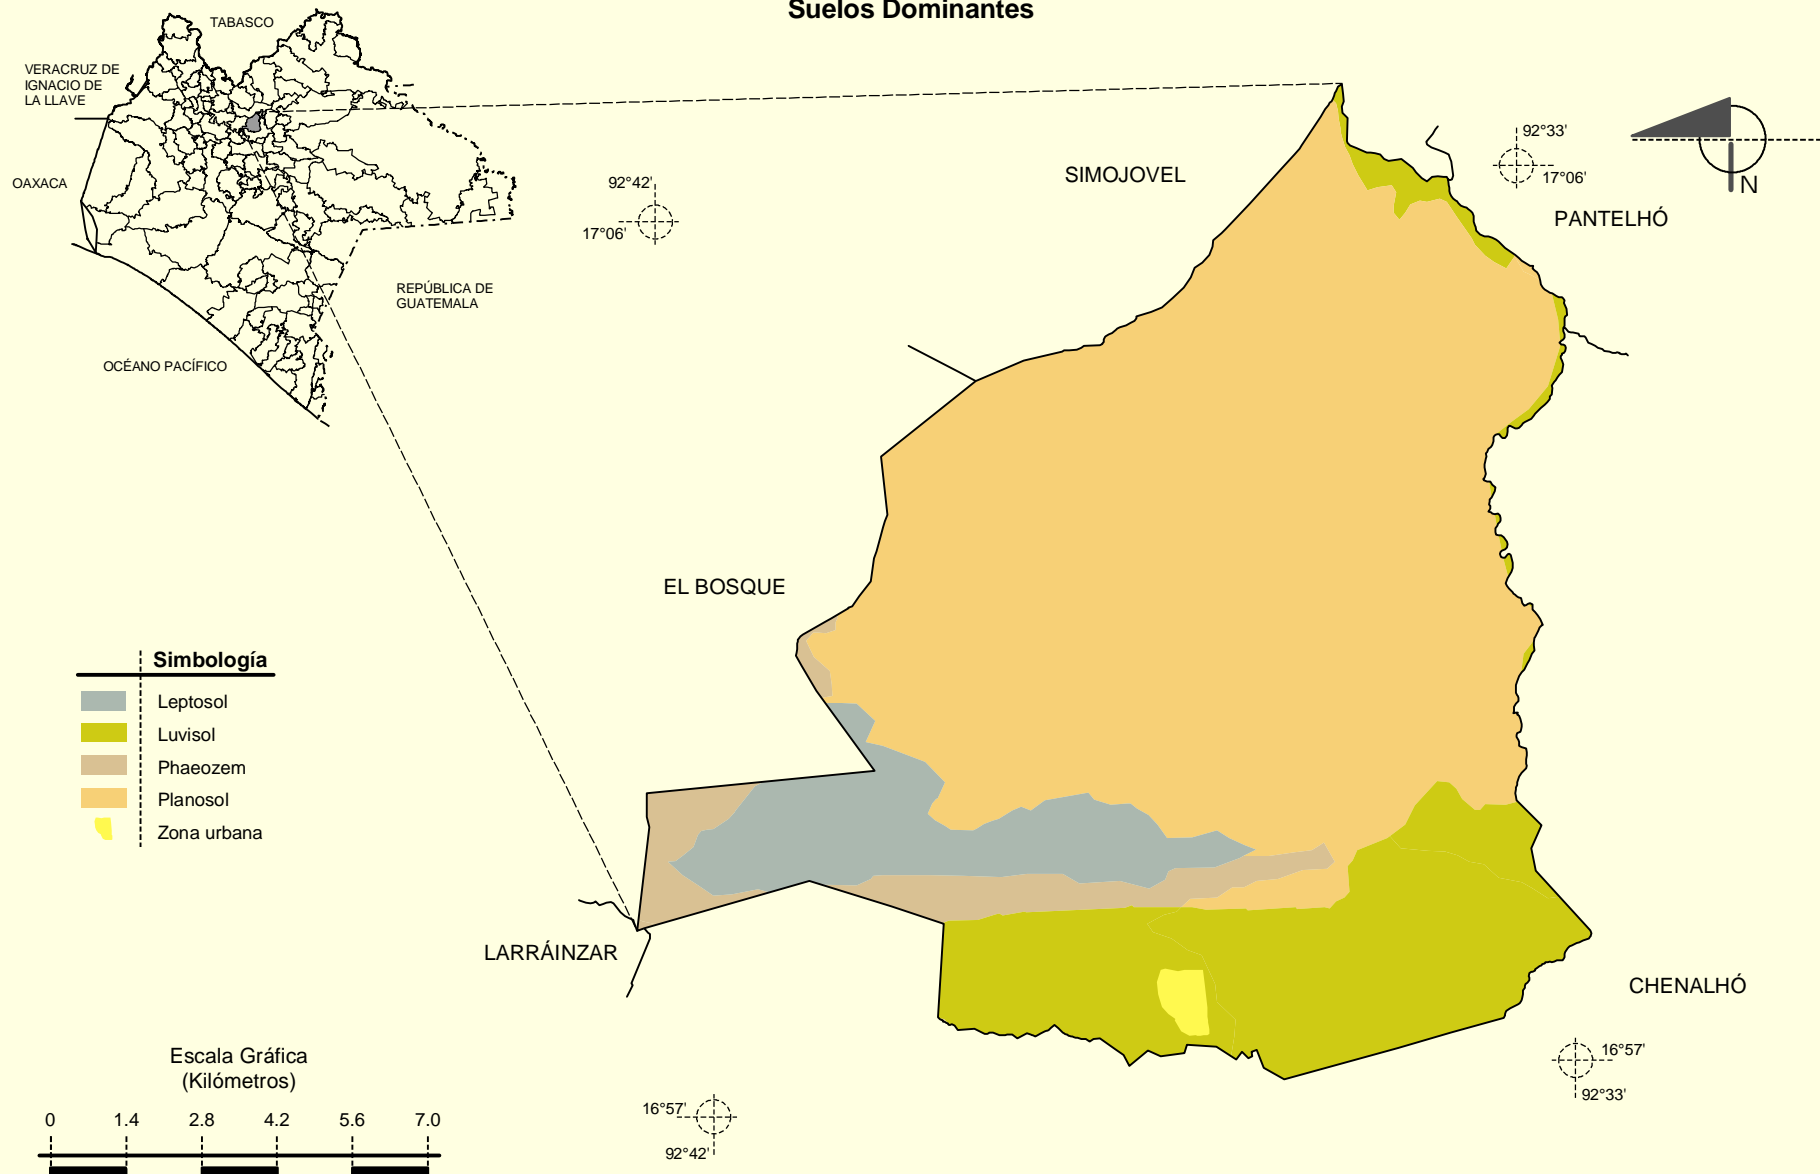 Suelos Dominantes
TABASCO
VERACRUZ DE
IGNACIO DE
LA LLAVE
OAXACA
REPÚBLICA DE
GUATEMALA
OCÉANO PACÍFICO
92°42'
17°06'
SIMOJOVEL
92°33'
17°06'
N
PANTELHÓ
EL BOSQUE
Simbología
Leptosol
Luvisol
Phaeozem
Planosol
Zona urbana
LARRÁINZAR
CHENALHÓ
16°57'
92°33'
16°57'
92°42'
Escala Gráfica
(Kilómetros)
0 1.4 2.8 4.2 5.6 7.0